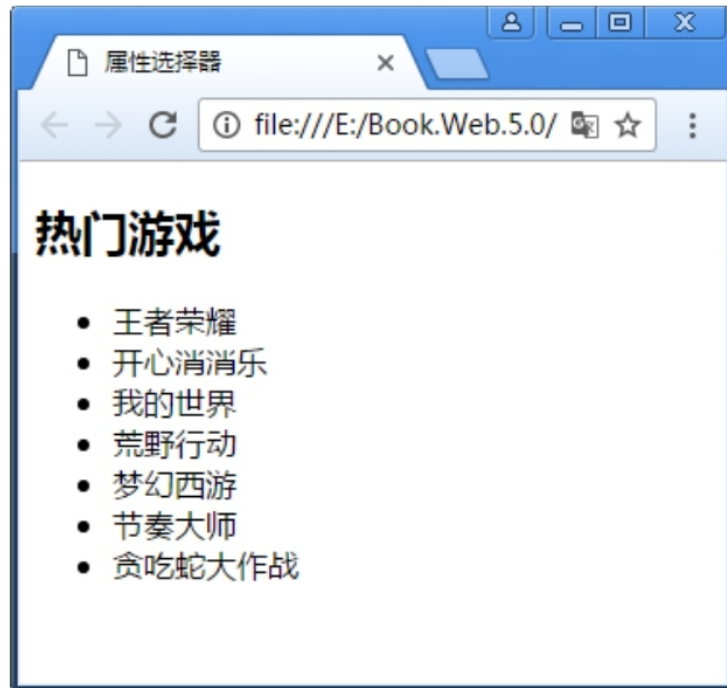 属性选择器
file:///E:/Book.Web.5.0/
热门游戏
王者荣耀
开心消消乐
我的世界
荒野行动
梦幻西游
节奏大师
贪吃蛇大作战